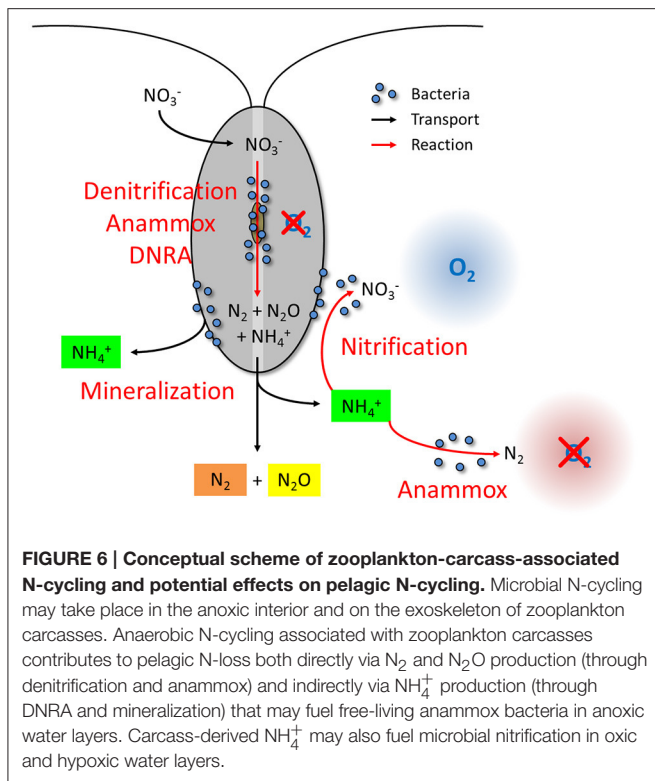 NO₃⁻
Bacteria
Transport
Reaction
NO₃⁻
Denitrification
Anammox
DNRA
O₂
O₂
N₂ + N₂O
+ NH₄⁺
NO₃⁻
Nitrification
NH₄⁺
Mineralization
NH₄⁺
N₂ + N₂O
N₂
O₂
Anammox
FIGURE 6 | Conceptual scheme of zooplankton-carcass-associated
N-cycling and potential effects on pelagic N-cycling. Microbial N-cycling
may take place in the anoxic interior and on the exoskeleton of zooplankton
carcasses. Anaerobic N-cycling associated with zooplankton carcasses
contributes to pelagic N-loss both directly via N₂ and N₂O production (through
denitrification and anammox) and indirectly via NH₄⁺ production (through
DNRA and mineralization) that may fuel free-living anammox bacteria in anoxic
water layers. Carcass-derived NH₄⁺ may also fuel microbial nitrification in oxic
and hypoxic water layers.